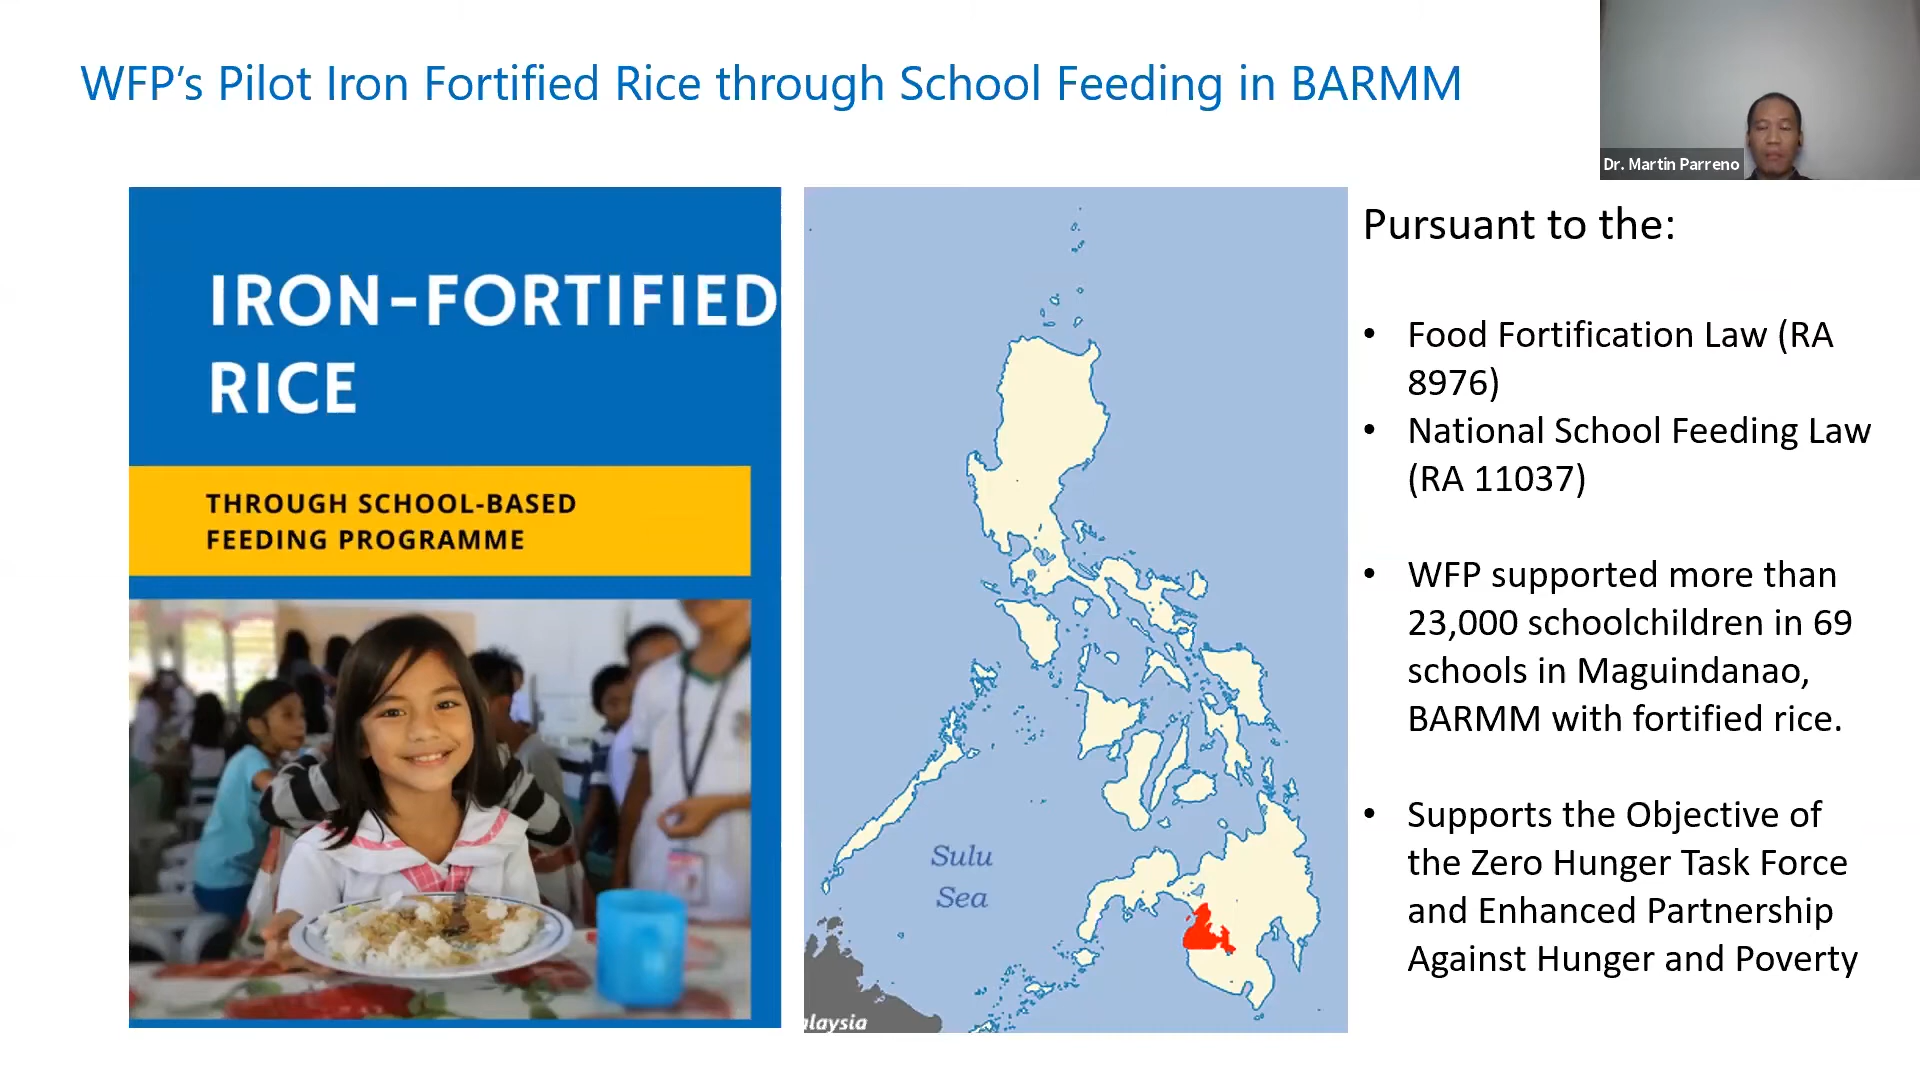 WFP’s Pilot Iron Fortified Rice through School Feeding in BARMM
Dr. Martin Parreno
IRON-FORTIFIED
RICE
THROUGH SCHOOL-BASED
FEEDING PROGRAMME
Sulu
Sea
alaysia
Pursuant to the:
• Food Fortification Law (RA
8976)
• National School Feeding Law
(RA 11037)
• WFP supported more than
23,000 schoolchildren in 69
schools in Maguindanao,
BARMM with fortified rice.
• Supports the Objective of
the Zero Hunger Task Force
and Enhanced Partnership
Against Hunger and Poverty